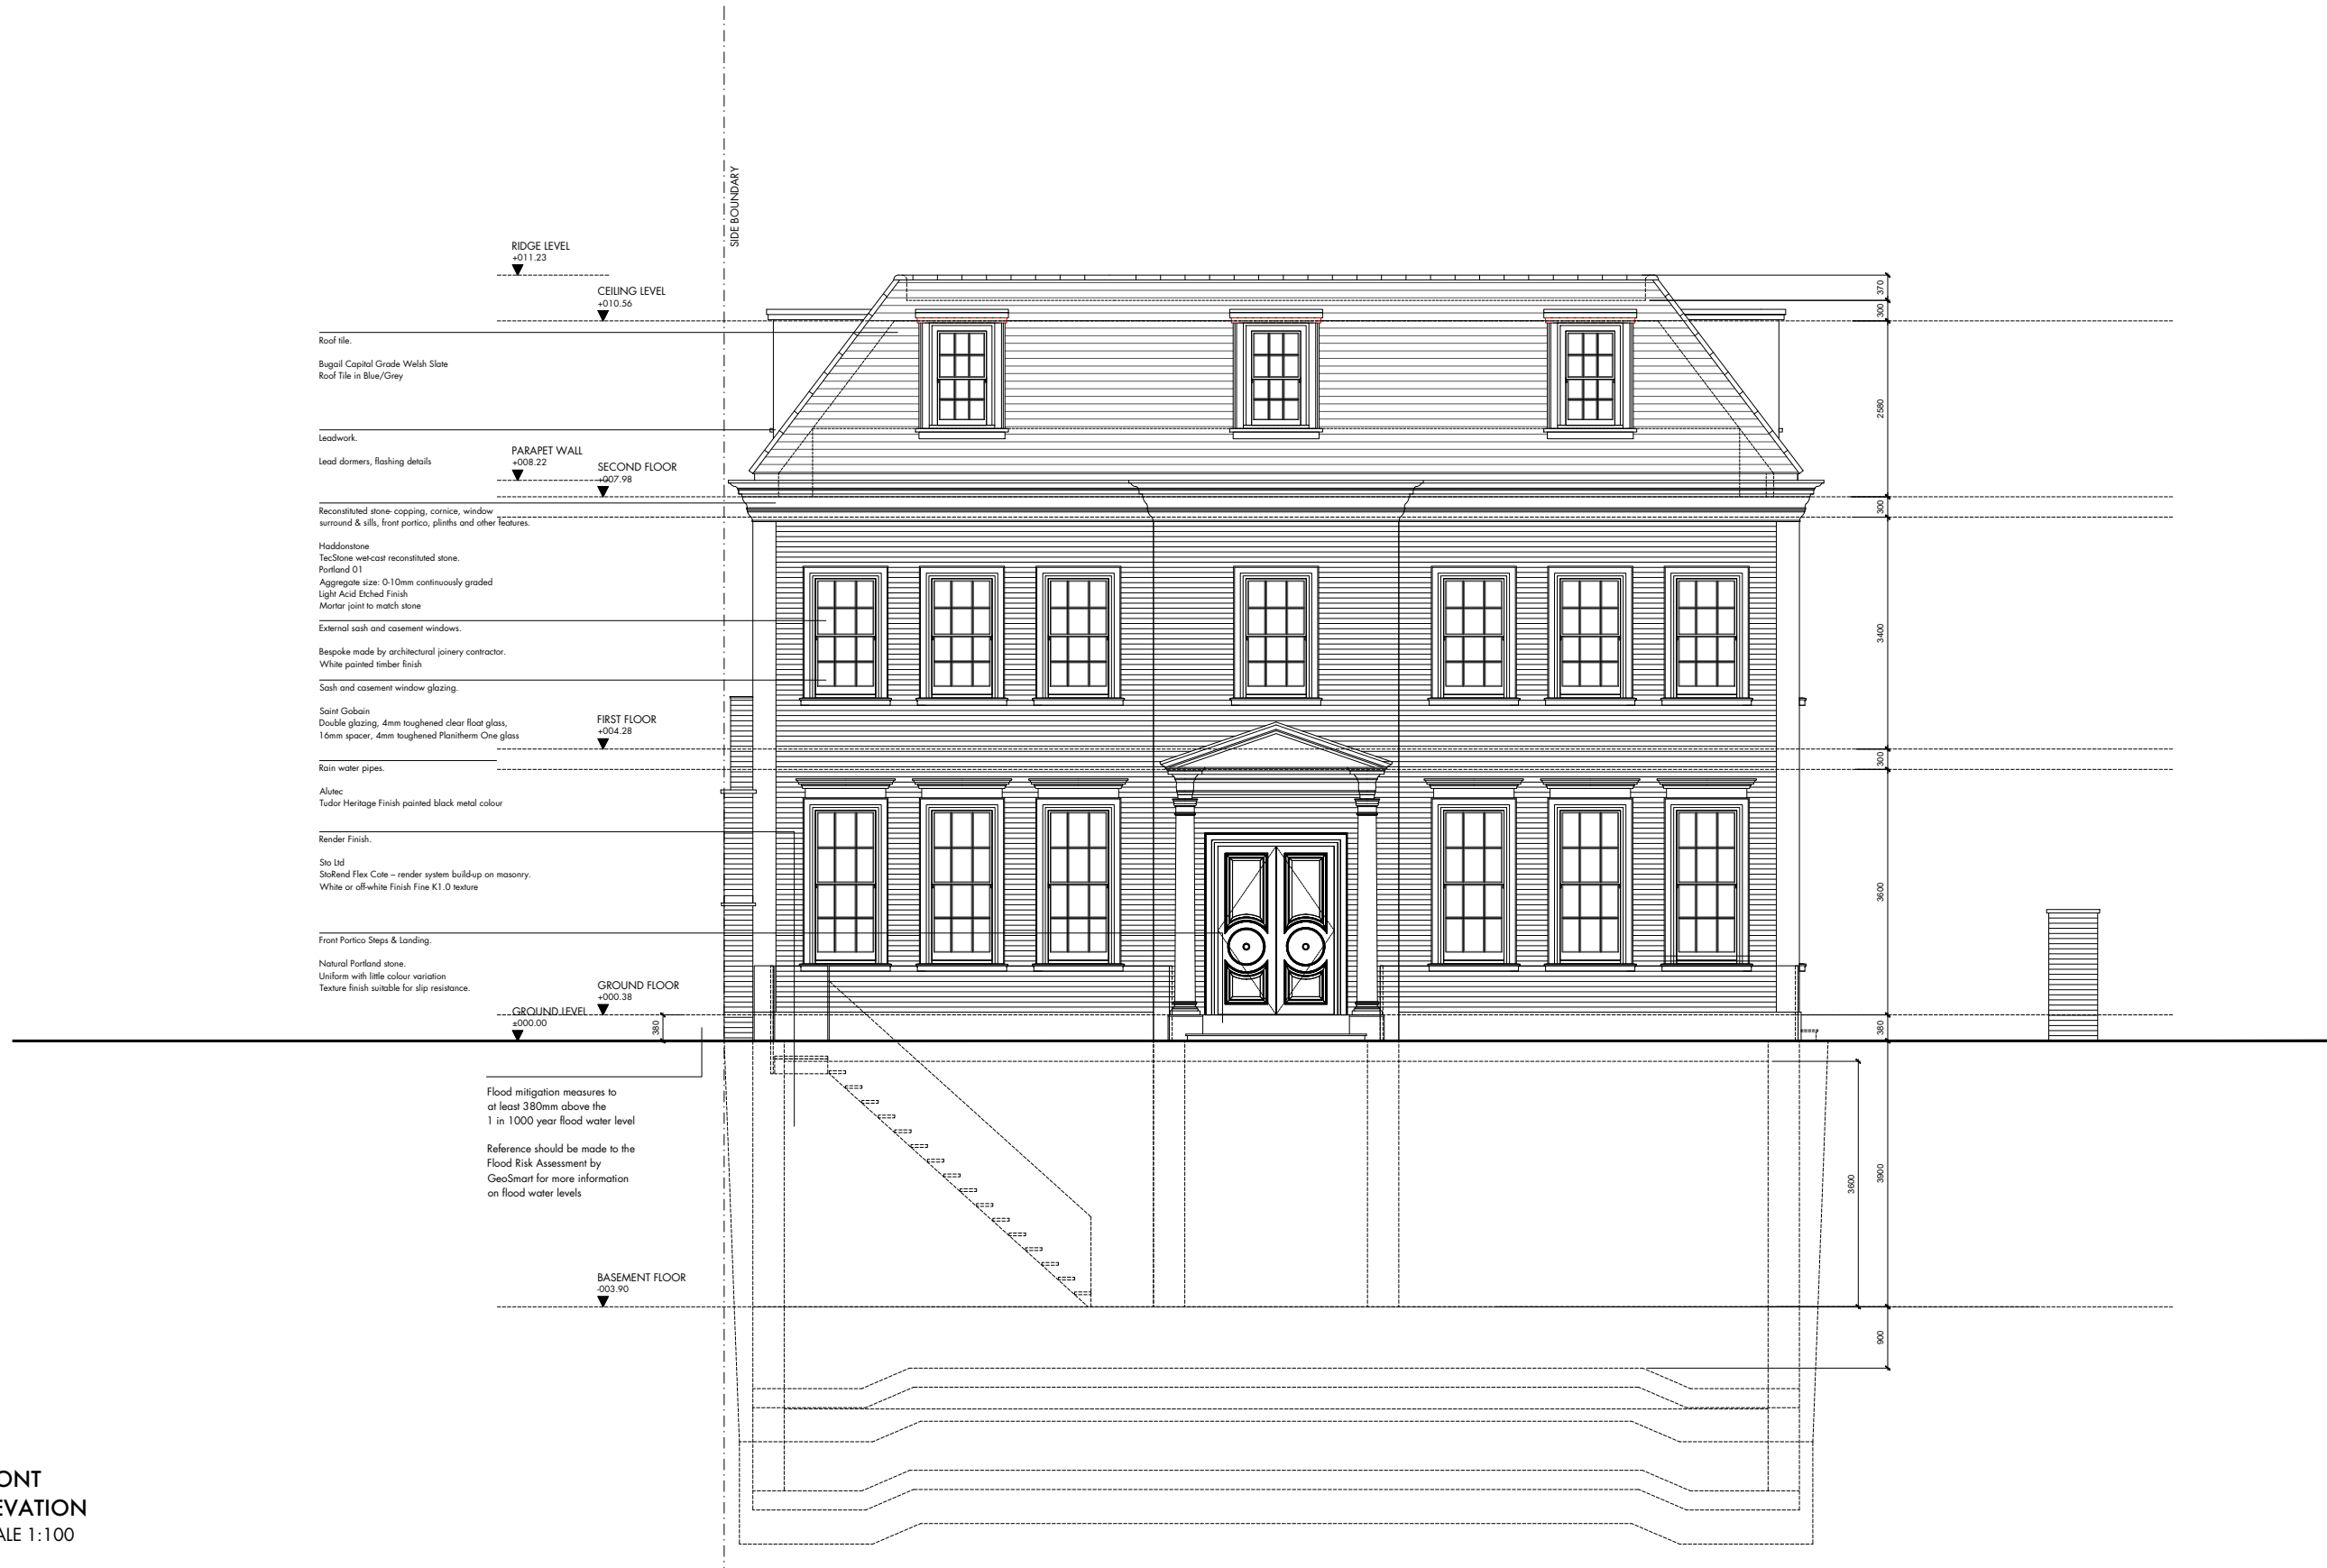 SIDE BOUNDARY
RIDGE LEVEL
+011.23
CEILING LEVEL
+010.56
Roof tile.
Bugail Capital Grade Welsh Slate
Roof Tile in Blue/Grey
Leadwork.
Lead dormers, flashing details
PARAPET WALL
+008.22
SECOND FLOOR
+007.98
Reconstituted stone- copping, cornice, window
surround & sills, front portico, plinths and other features.
Haddonstone
TecStone wet-cast reconstituted stone.
Portland 01
Aggregate size: 0-10mm continuously graded
Light Acid Etched Finish
Mortar joint to match stone
External sash and casement windows.
Bespoke made by architectural joinery contractor.
White painted timber finish
Sash and casement window glazing.
Saint Gobain
Double glazing, 4mm toughened clear float glass,
16mm spacer, 4mm toughened Planitherm One glass
FIRST FLOOR
+004.28
Rain water pipes.
Alutec
Tudor Heritage Finish painted black metal colour
Render Finish.
Sto Ltd
StoRend Flex Cote – render system build-up on masonry.
White or off-white Finish Fine K1.0 texture
Front Portico Steps & Landing.
Natural Portland stone.
Uniform with little colour variation
Texture finish suitable for slip resistance.
GROUND FLOOR
+000.38
GROUND LEVEL
±000.00
380
Flood mitigation measures to
at least 380mm above the
1 in 1000 year flood water level
Reference should be made to the
Flood Risk Assessment by
GeoSmart for more information
on flood water levels
BASEMENT FLOOR
-003.90
370
300
2580
300
3400
300
3600
380
3600
3900
900
ONT
EVATION
ALE 1:100